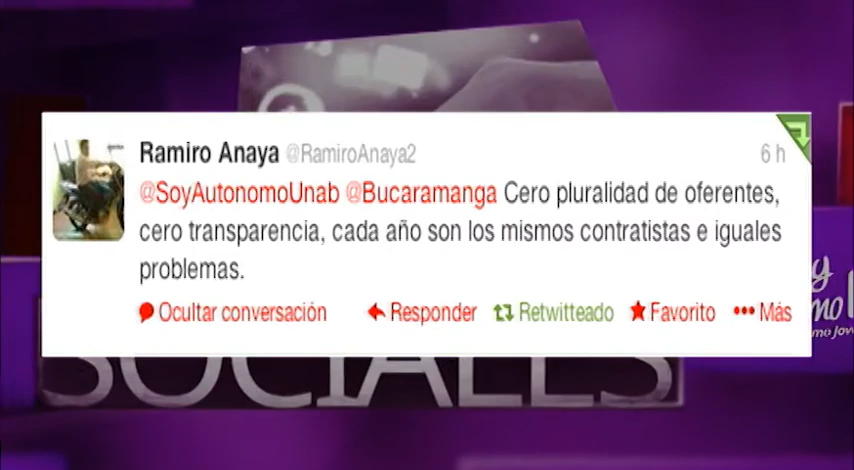 Ramiro Anaya @RamiroAnaya2 6 h
@SoyAutonomoUnab @Bucaramanga Cero pluralidad de oferentes,
cero transparencia, cada año son los mismos contratistas e iguales
problemas.
Ocultar conversación Responder Retwitteado Favorito Más
SOCIALES